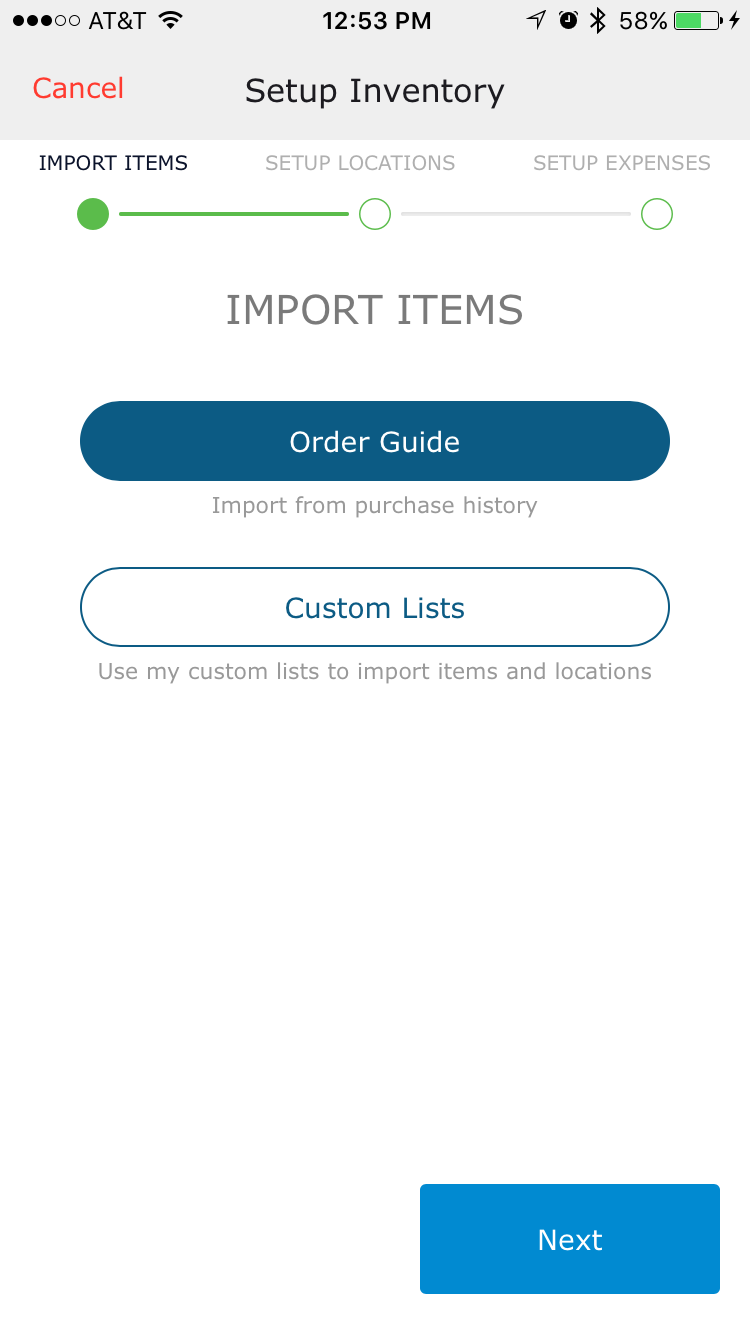 AT&T 12:53 PM 58%
Cancel Setup Inventory
IMPORT ITEMS SETUP LOCATIONS SETUP EXPENSES
IMPORT ITEMS
Order Guide
Import from purchase history
Custom Lists
Use my custom lists to import items and locations
Next